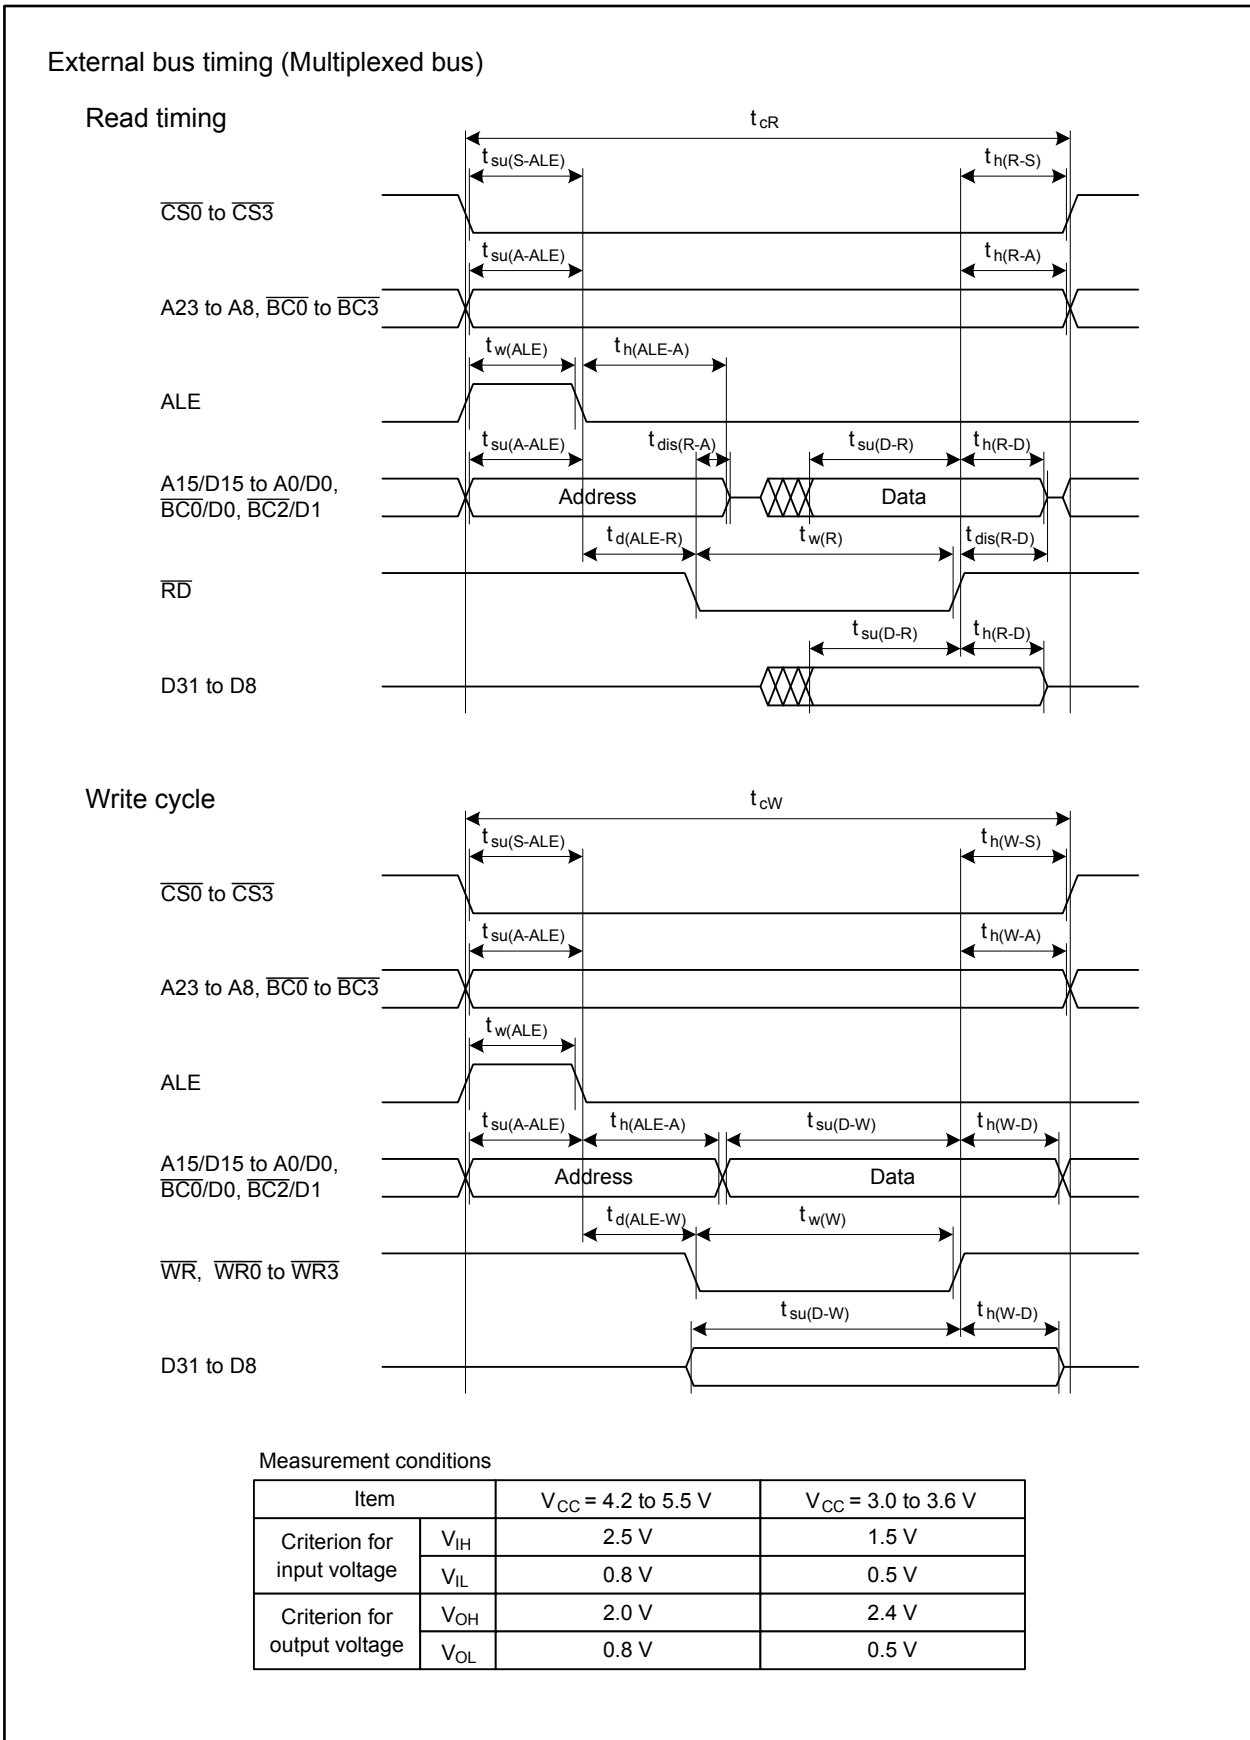 External bus timing (Multiplexed bus)
Read timing
tcR
tsu(S-ALE) th(R-S)
CS0 to CS3
tsu(A-ALE) th(R-A)
A23 to A8, BC0 to BC3
tw(ALE) th(ALE-A)
ALE
tsu(A-ALE) tdis(R-A) tsu(D-R) th(R-D)
A15/D15 to A0/D0,
BC0/D0, BC2/D1
Address Data
td(ALE-R) tw(R) tdis(R-D)
RD
tsu(D-R) th(R-D)
D31 to D8
Write cycle
tcW
tsu(S-ALE) th(W-S)
CS0 to CS3
tsu(A-ALE) th(W-A)
A23 to A8, BC0 to BC3
tw(ALE)
ALE
tsu(A-ALE) th(ALE-A) tsu(D-W) th(W-D)
A15/D15 to A0/D0,
BC0/D0, BC2/D1
Address Data
td(ALE-W) tw(W)
WR, WR0 to WR3
tsu(D-W) th(W-D)
D31 to D8
Measurement conditions
Item VCC = 4.2 to 5.5 V VCC = 3.0 to 3.6 V
Criterion for input voltage VIH 2.5 V 1.5 V
VIL 0.8 V 0.5 V
Criterion for output voltage VOH 2.0 V 2.4 V
VOL 0.8 V 0.5 V